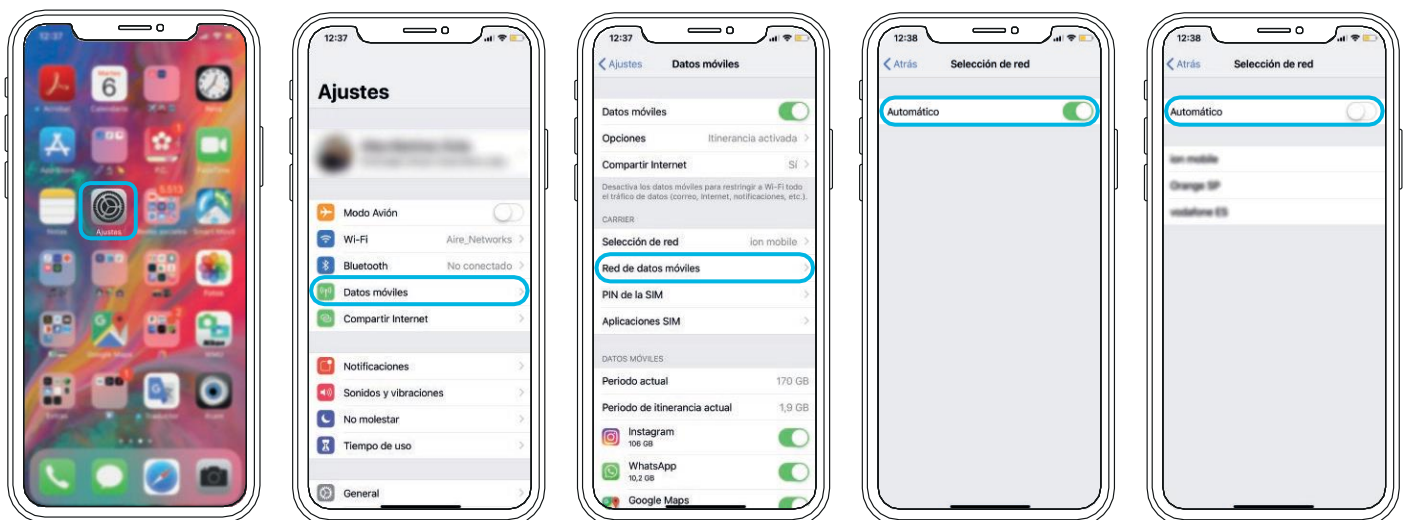 12:37
Martes
6
Ajustes
5.513
12:37
Ajustes
Modo Avión
Wi-Fi Aire_Networks
Bluetooth No conectado
Datos móviles
Compartir Internet
Notificaciones
Sonidos y vibraciones
No molestar
Tiempo de uso
General
12:37
Ajustes Datos móviles
Datos móviles
Opciones Itinerancia activada
Compartir Internet Sí
Desactiva los datos móviles para restringir a Wi-Fi todo
el tráfico de datos (correo, Internet, notificaciones, etc.).
CARRIER
Selección de red ion mobile
Red de datos móviles
PIN de la SIM
Aplicaciones SIM
DATOS MÓVILES
Periodo actual 170 GB
Periodo de itinerancia actual 1,9 GB
Instagram
106 GB
WhatsApp
10,2 GB
Google Maps
12:38
Atrás Selección de red
Automático
12:38
Atrás Selección de red
Automático
ion mobile
Orange SP
vodafone ES